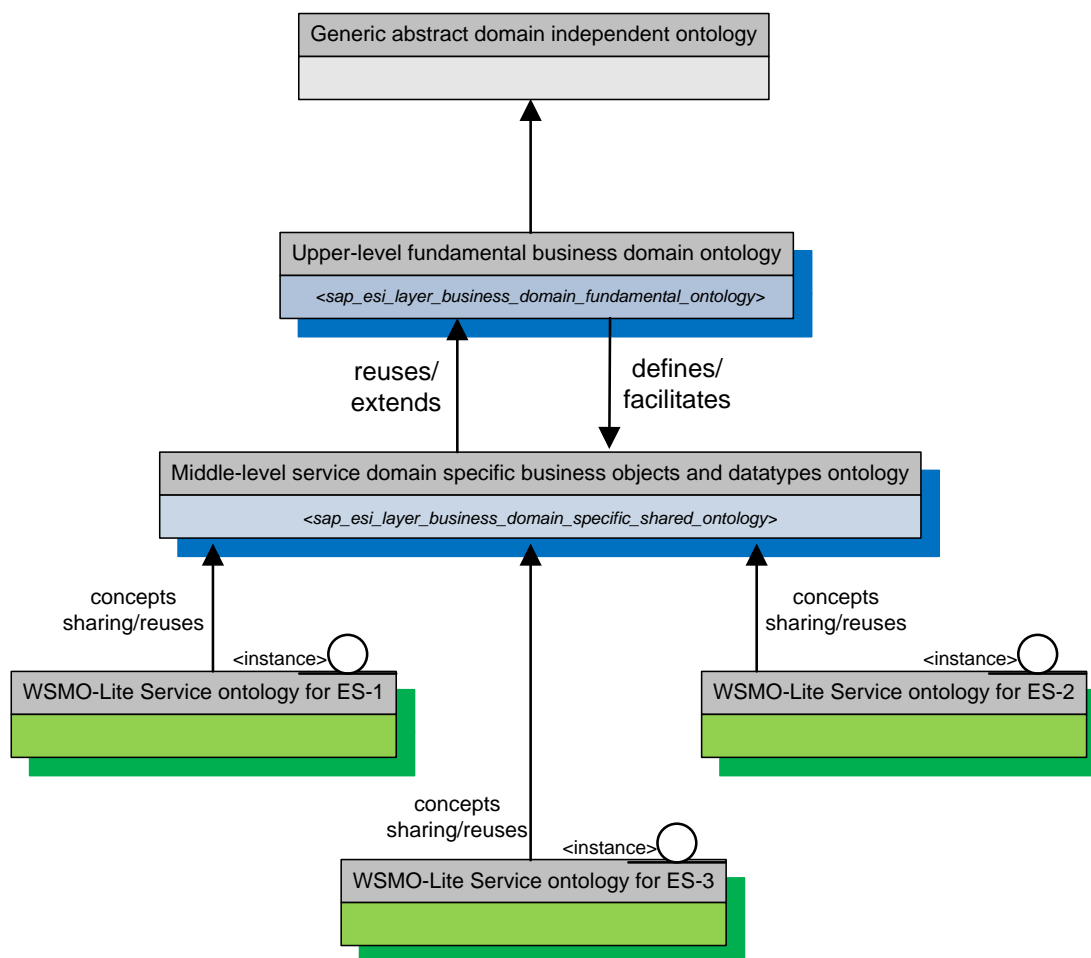 Generic abstract domain independent ontology
Upper-level fundamental business domain ontology
<sap_esi_layer_business_domain_fundamental_ontology>
reuses/
extends
defines/
facilitates
Middle-level service domain specific business objects and datatypes ontology
<sap_esi_layer_business_domain_specific_shared_ontology>
concepts
sharing/reuses
<instance>
WSMO-Lite Service ontology for ES-1
concepts
sharing/reuses
<instance>
WSMO-Lite Service ontology for ES-2
concepts
sharing/reuses
<instance>
WSMO-Lite Service ontology for ES-3